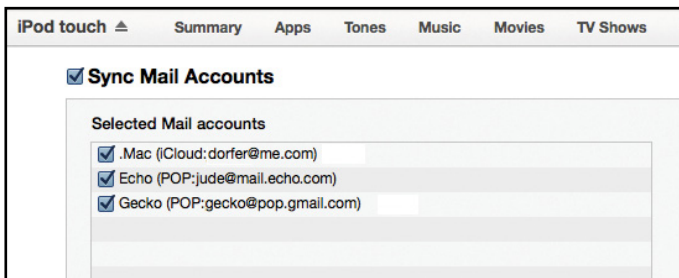 iPod touch Summary Apps Tones Music Movies TV Shows
Sync Mail Accounts
Selected Mail accounts
.Mac (iCloud:dorfer@me.com)
Echo (POP:jude@mail.echo.com)
Gecko (POP:gecko@pop.gmail.com)